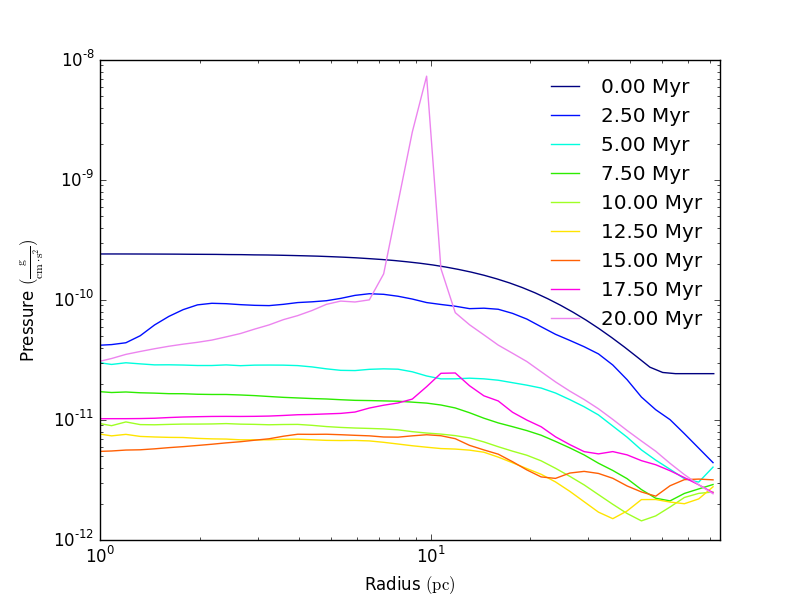 10^-8
10^-9
10^-10
10^-11
10^-12
10^0
10^1
Pressure (g/cm·s^2)
Radius (pc)
0.00 Myr
2.50 Myr
5.00 Myr
7.50 Myr
10.00 Myr
12.50 Myr
15.00 Myr
17.50 Myr
20.00 Myr